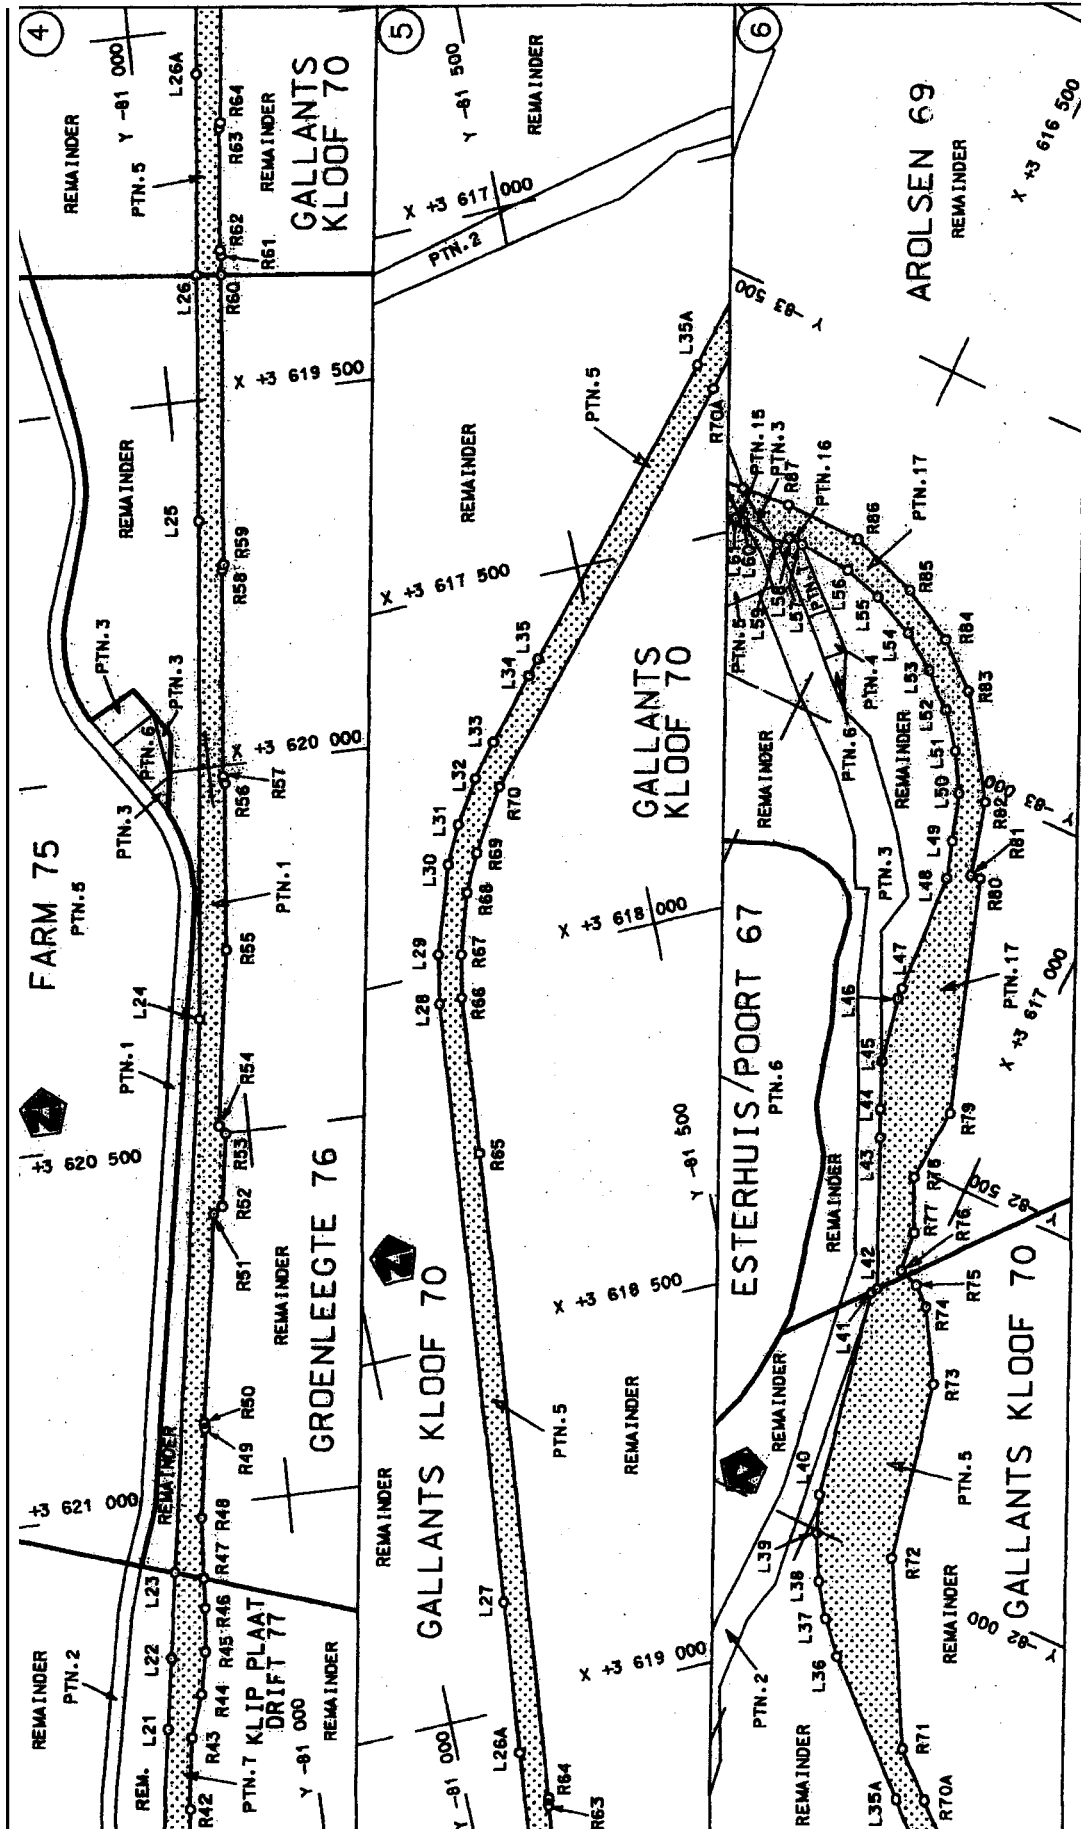 4
REMAINDER
PTN.2
REM.
L21
L22
L23
R42
R43
R44
R45
R46
R47
R48
PTN.7
KLIP PLAAT
DRIFT 77
Y -81 000
REMAINDER
+3 621 000
REMAINDER
R49
R50
R51
R52
R53
R54
GROENLEEGTE 76
REMAINDER
+3 620 500
PTN.1
L24
FARM 75
PTN.5
R55
PTN.1
PTN.3
PTN.6
PTN.3
PTN.3
R56
R57
X +3 620 000
R58
R59
L25
REMAINDER
X +3 619 500
L26
R60
R61
R62
R63
R64
PTN.5
REMAINDER
Y -81 000
L26A
REMAINDER
GALLANTS
KLOOF 70
5
Y -81 000
L26A
R63
R64
L27
X +3 619 000
REMAINDER
GALLANTS KLOOF 70
PTN.5
REMAINDER
X +3 618 500
Y -81 500
R65
L28
L29
R66
R67
R68
R69
R70
L30
L31
L32
L33
L34
L35
X +3 618 000
GALLANTS
KLOOF 70
X +3 617 500
REMAINDER
PTN.5
L35A
R70A
PTN.2
X +3 617 000
Y -81 500
REMAINDER
6
REMAINDER
PTN.2
L35A
R70A
R71
L36
L37
L38
L39
L40
L41
L42
R72
R73
R74
R75
R76
R77
R78
R79
REMAINDER
REMAINDER
PTN.5
Y -82 000
GALLANTS KLOOF 70
Y -82 500
ESTERHUIS/POORT 67
PTN.6
REMAINDER
L43
L44
L45
L46
L47
L48
L49
L50
L51
L52
L53
L54
L55
L56
L57
L58
L59
L60
L61
PTN.17
X +3 617 000
R80
R81
R82
R83
R84
R85
R86
R87
Y -83 000
PTN.3
REMAINDER
REMAINDER
PTN.6
PTN.4
PTN.5
PTN.15
PTN.3
PTN.16
PTN.17
Y -83 500
AROLSEN 69
REMAINDER
X +3 616 500